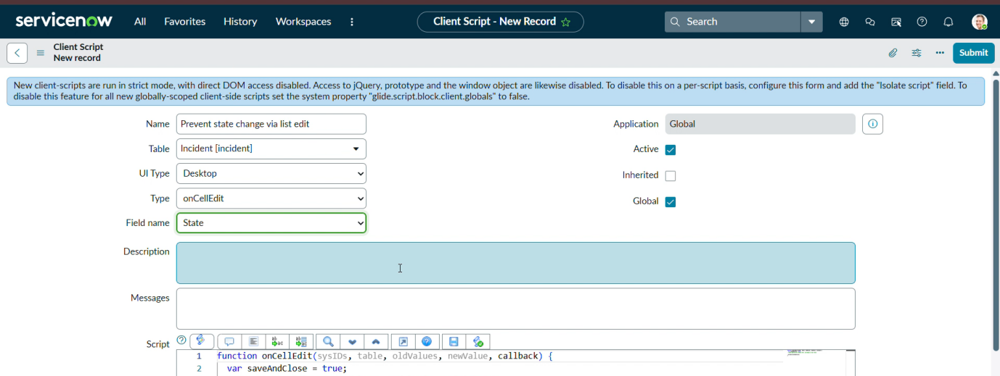 servicenow All Favorites History Workspaces Client Script - New Record Search
Client Script
New record
Submit
New client-scripts are run in strict mode, with direct DOM access disabled. Access to jQuery, prototype and the window object are likewise disabled. To disable this on a per-script basis, configure this form and add the "Isolate script" field. To
disable this feature for all new globally-scoped client-side scripts set the system property "glide.script.block.client.globals" to false.
Name Prevent state change via list edit
Application Global
Table Incident [incident]
Active
UI Type Desktop
Inherited
Type onCellEdit
Global
Field name State
Description
Messages
Script
1 function onCellEdit(sysIDs, table, oldValues, newValue, callback) {
2 var saveAndClose = true;